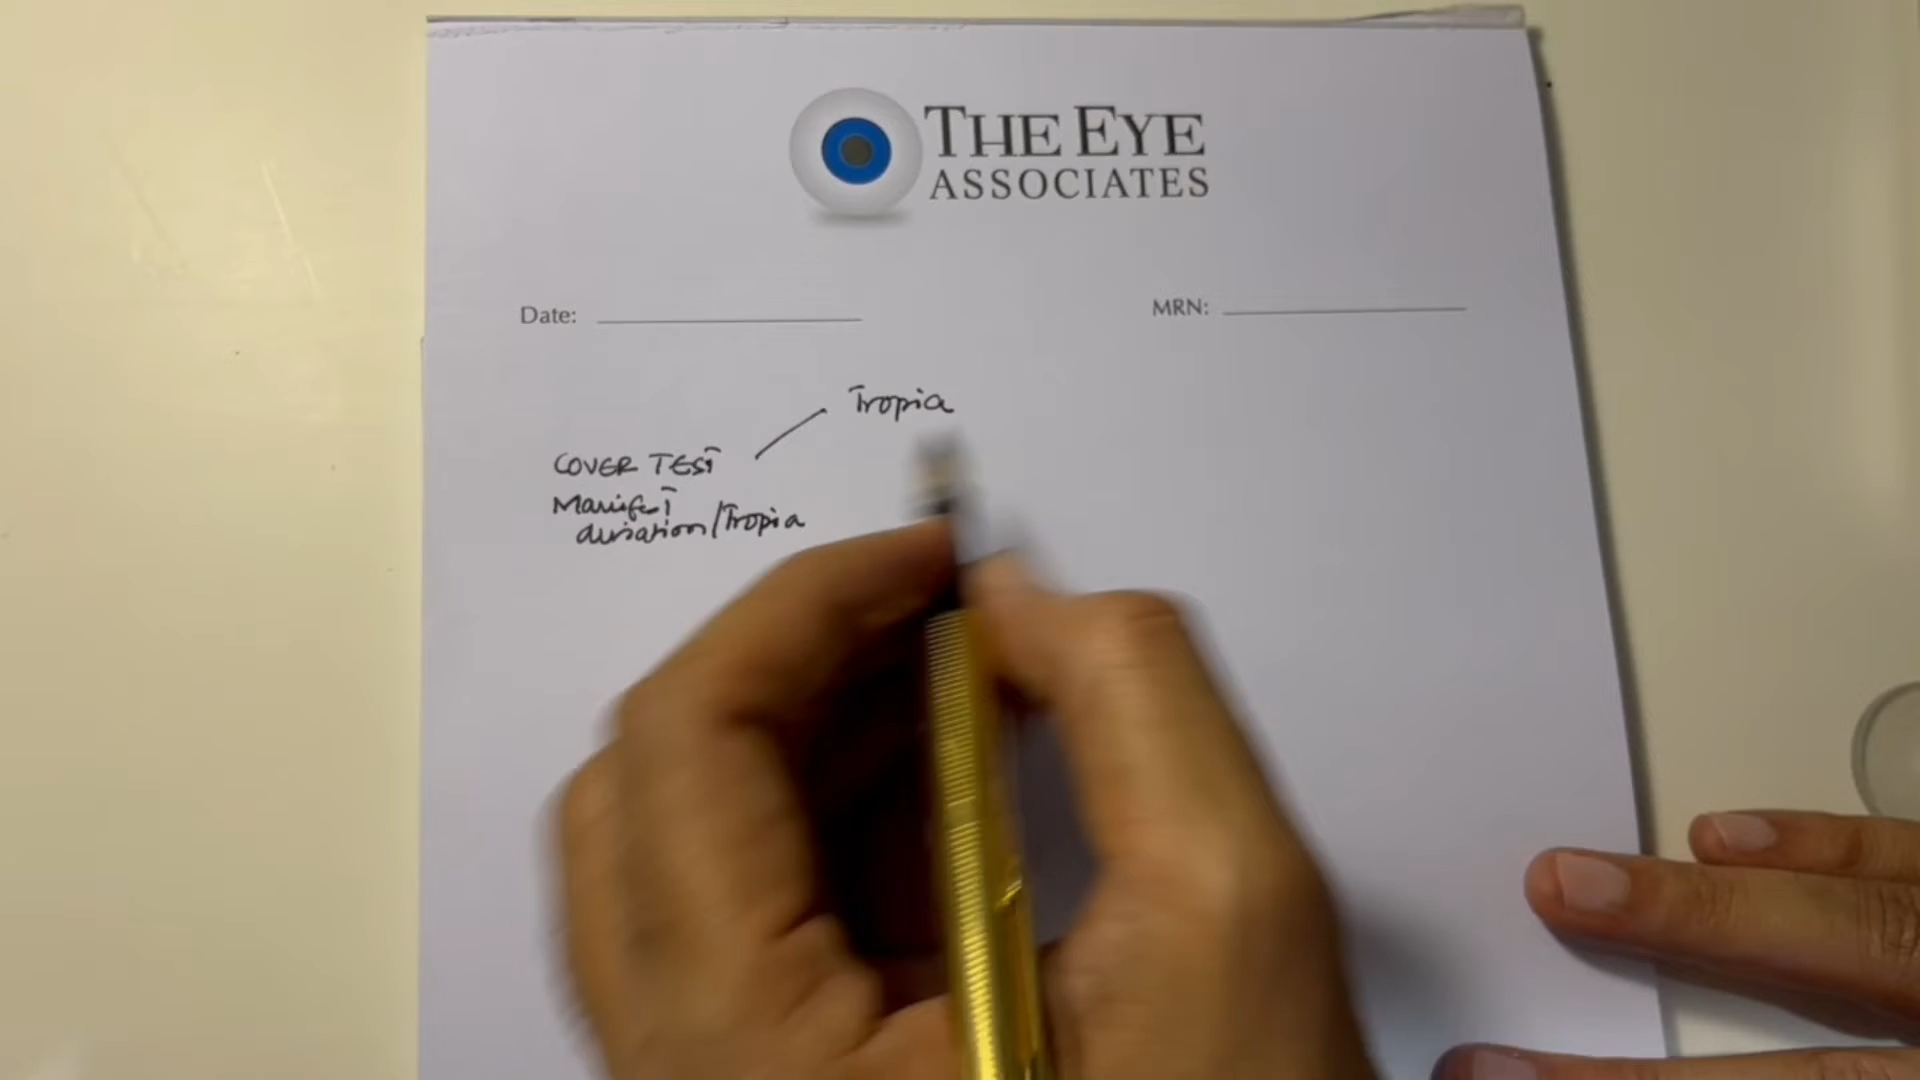 THE EYE
ASSOCIATES
Date:
MRN:
Tropia
COVER TEST
Manifest
deviation/Tropia